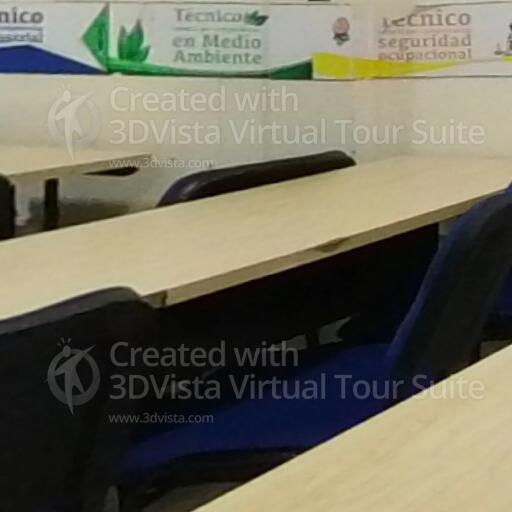 Técnico
en Medio
Ambiente
Técnico
seguridad
ocupacional
Created with
3DVista Virtual Tour Suite
www.3dvista.com
Created with
3DVista Virtual Tour Suite
www.3dvista.com